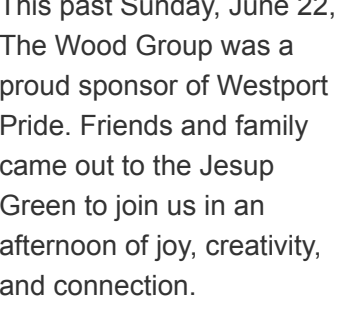 This past Sunday, June 22,
The Wood Group was a
proud sponsor of Westport
Pride. Friends and family
came out to the Jesup
Green to join us in an
afternoon of joy, creativity,
and connection.